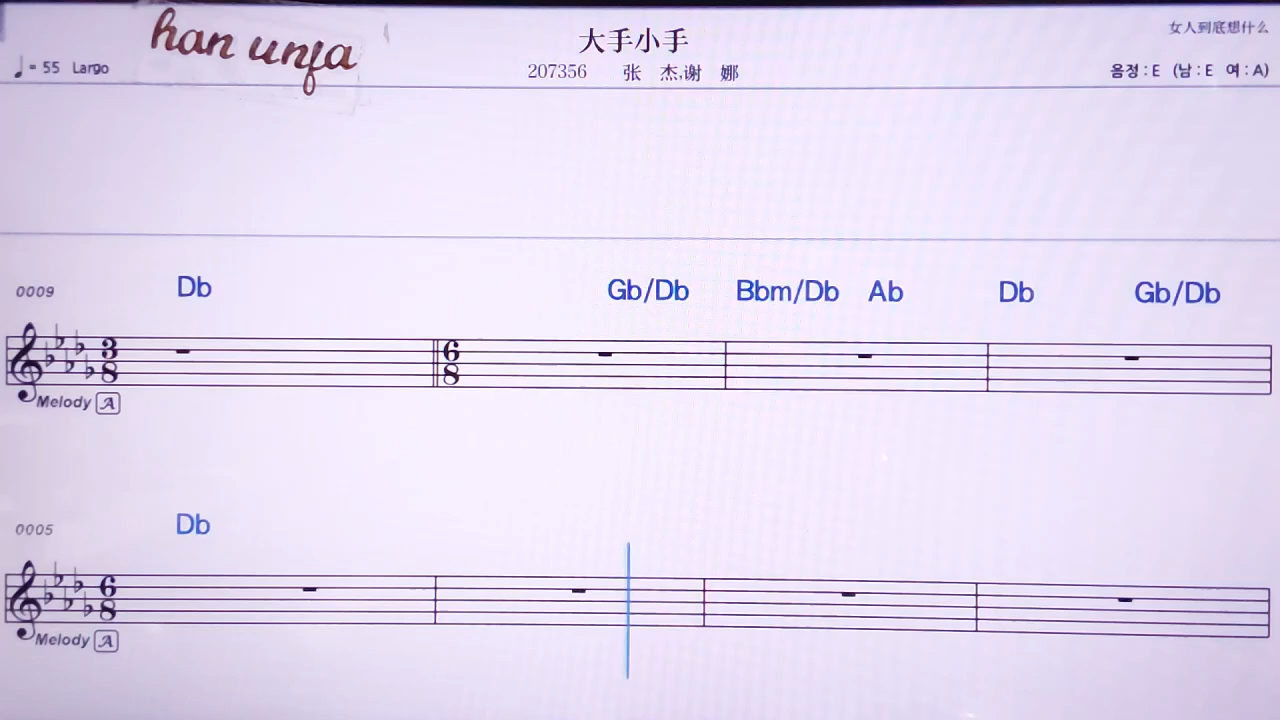 han unja
大手小手
女人到底想什么
♩= 55 Largo
207356 张 杰,谢 娜
음정 : E (남 : E 여 : A)
0009 Db Gb/Db Bbm/Db Ab Db Gb/Db
3 8 6 8
Melody A
0005 Db
6 8
Melody A